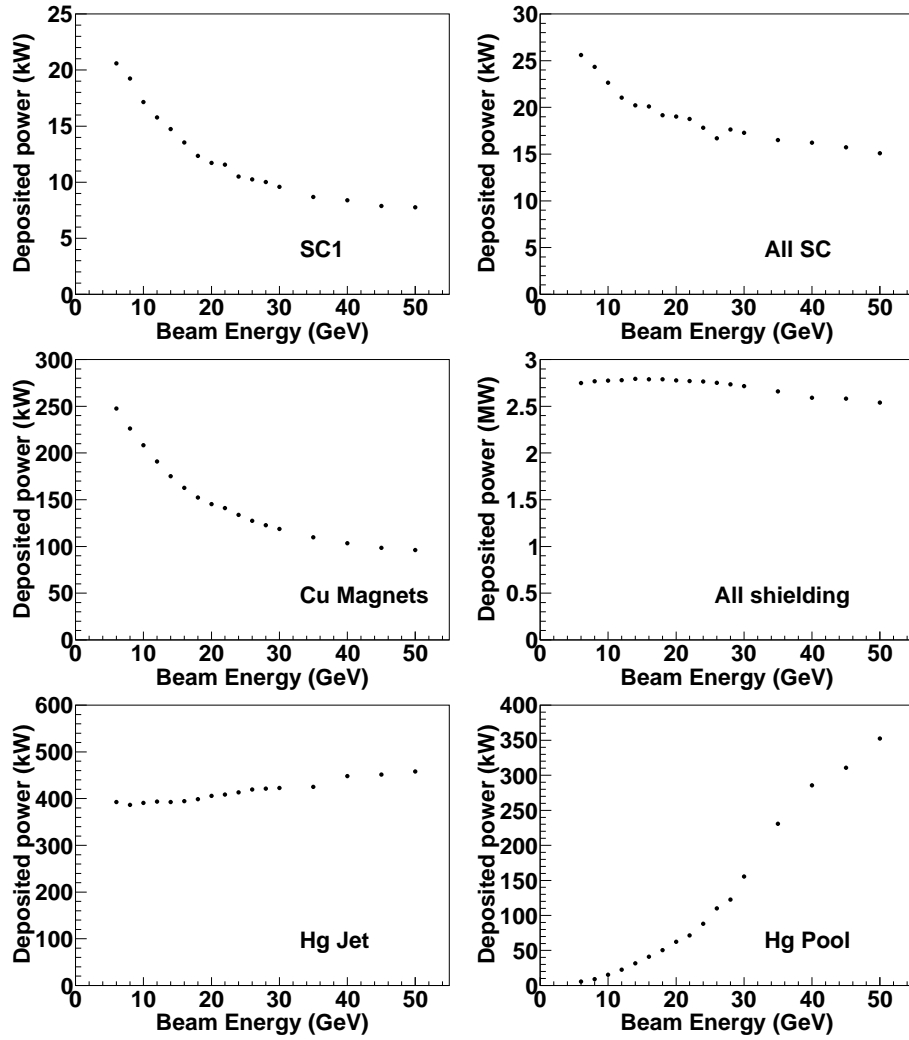 Deposited power (kW)
25
20
15
10
5
0
SC1
0 10 20 30 40 50
Beam Energy (GeV)
Deposited power (kW)
30
25
20
15
10
5
0
All SC
0 10 20 30 40 50
Beam Energy (GeV)
Deposited power (kW)
300
250
200
150
100
50
0
Cu Magnets
0 10 20 30 40 50
Beam Energy (GeV)
Deposited power (MW)
3
2.5
2
1.5
1
0.5
0
All shielding
0 10 20 30 40 50
Beam Energy (GeV)
Deposited power (kW)
600
500
400
300
200
100
0
Hg Jet
0 10 20 30 40 50
Beam Energy (GeV)
Deposited power (kW)
400
350
300
250
200
150
100
50
0
Hg Pool
0 10 20 30 40 50
Beam Energy (GeV)